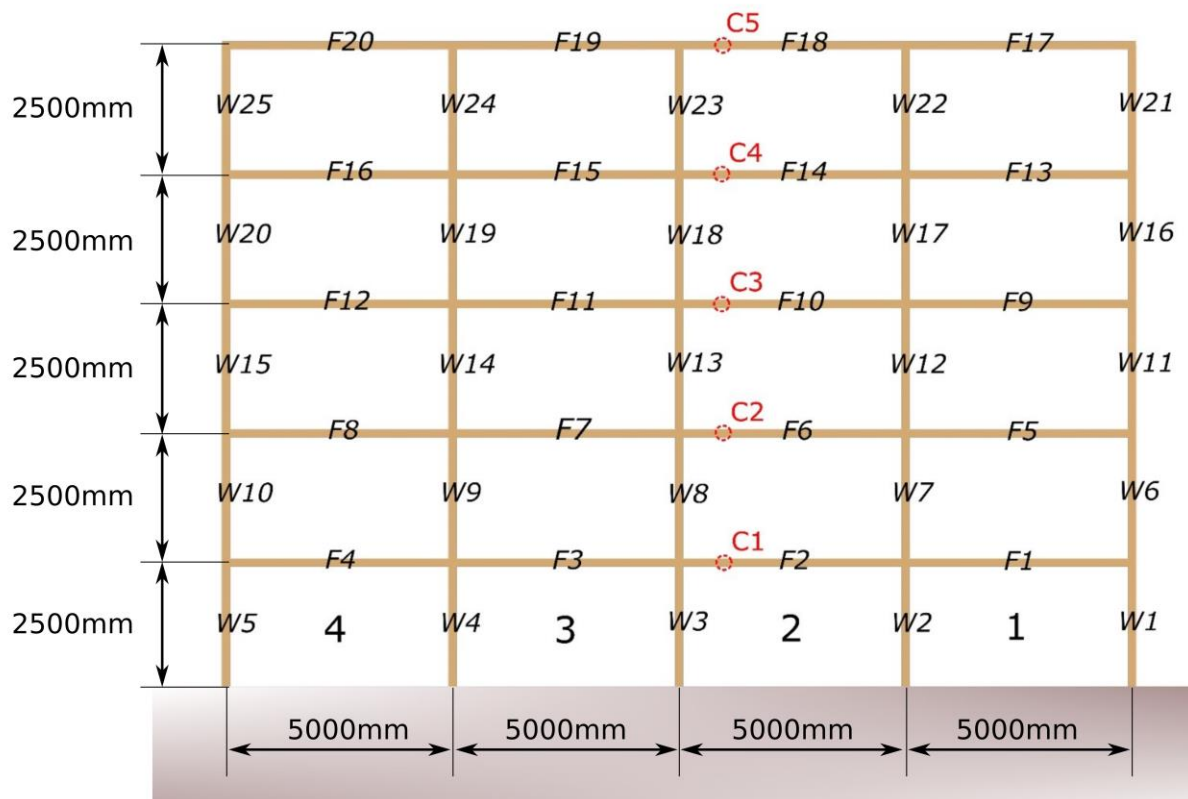 C5
F20 F19 F18 F17
2500mm W25 W24 W23 W22 W21
C4
F16 F15 F14 F13
2500mm W20 W19 W18 W17 W16
C3
F12 F11 F10 F9
2500mm W15 W14 W13 W12 W11
C2
F8 F7 F6 F5
2500mm W10 W9 W8 W7 W6
C1
F4 F3 F2 F1
2500mm W5 4 W4 3 W3 2 W2 1 W1
5000mm 5000mm 5000mm 5000mm